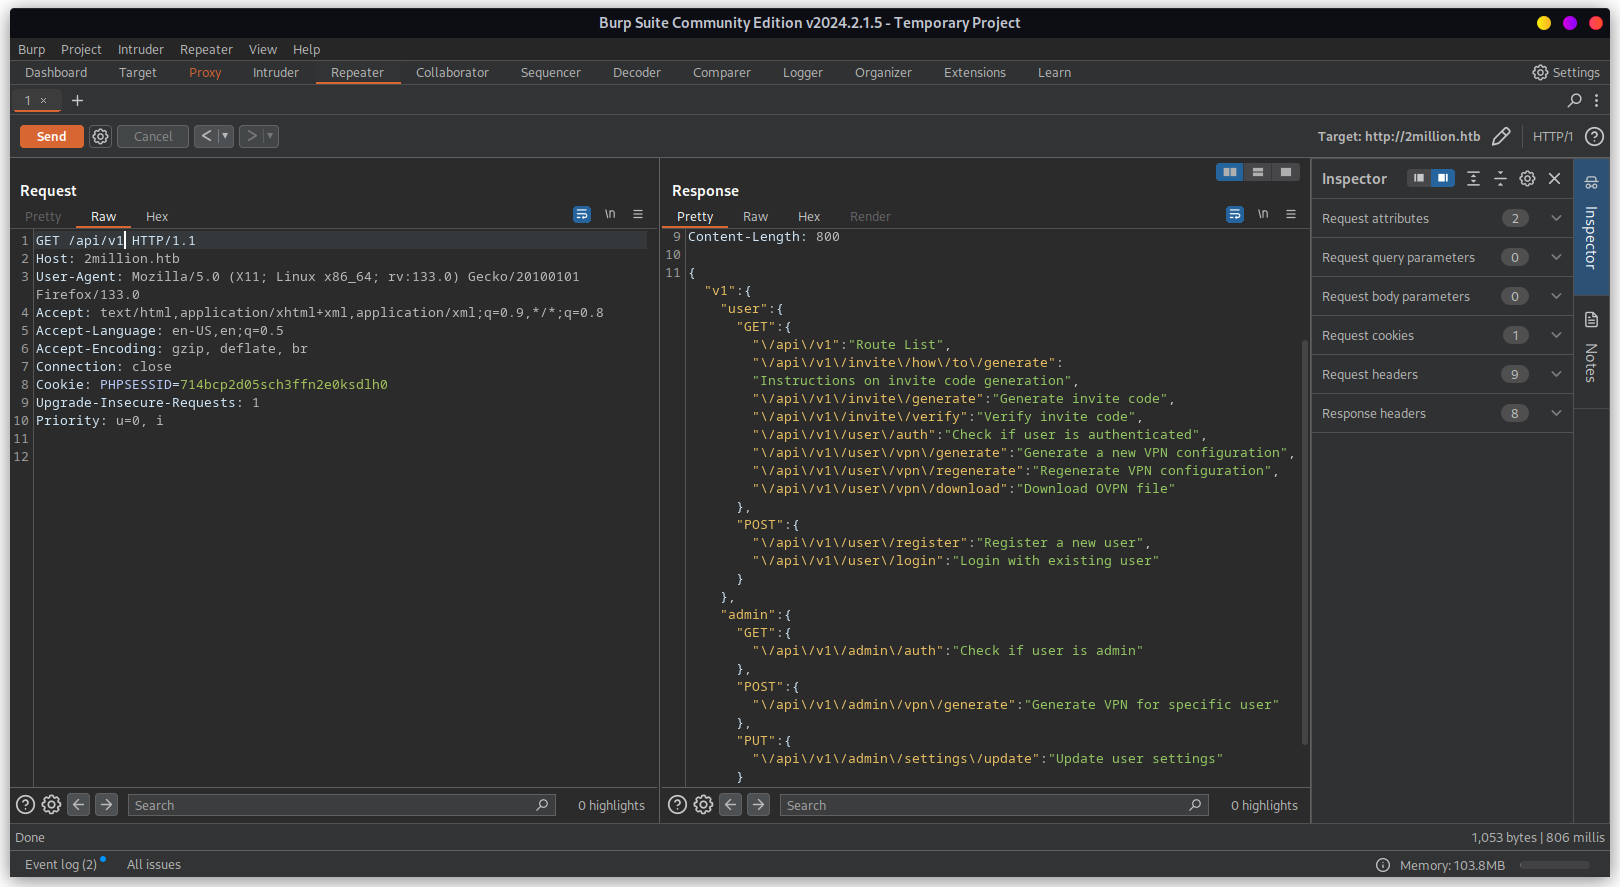 Burp Suite Community Edition v2024.2.1.5 - Temporary Project
Burp Project Intruder Repeater View Help
Dashboard Target Proxy Intruder Repeater Collaborator Sequencer Decoder Comparer Logger Organizer Extensions Learn Settings
1 × +
Send Cancel < > Target: http://2million.htb HTTP/1 ?
Request
Pretty Raw Hex \n
1 GET /api/v1 HTTP/1.1
2 Host: 2million.htb
3 User-Agent: Mozilla/5.0 (X11; Linux x86_64; rv:133.0) Gecko/20100101
Firefox/133.0
4 Accept: text/html,application/xhtml+xml,application/xml;q=0.9,*/*;q=0.8
5 Accept-Language: en-US,en;q=0.5
6 Accept-Encoding: gzip, deflate, br
7 Connection: close
8 Cookie: PHPSESSID=714bcp2d05sch3ffn2e0ksdlh0
9 Upgrade-Insecure-Requests: 1
10 Priority: u=0, i
11
12
? Search 0 highlights
Response
Pretty Raw Hex Render \n
9 Content-Length: 800
10
11 {
"v1":{
"user":{
"GET":{
"\/api\/v1":"Route List",
"\/api\/v1\/invite\/how\/to\/generate":
"Instructions on invite code generation",
"\/api\/v1\/invite\/generate":"Generate invite code",
"\/api\/v1\/invite\/verify":"Verify invite code",
"\/api\/v1\/user\/auth":"Check if user is authenticated",
"\/api\/v1\/user\/vpn\/generate":"Generate a new VPN configuration",
"\/api\/v1\/user\/vpn\/regenerate":"Regenerate VPN configuration",
"\/api\/v1\/user\/vpn\/download":"Download OVPN file"
},
"POST":{
"\/api\/v1\/user\/register":"Register a new user",
"\/api\/v1\/user\/login":"Login with existing user"
}
},
"admin":{
"GET":{
"\/api\/v1\/admin\/auth":"Check if user is admin"
},
"POST":{
"\/api\/v1\/admin\/vpn\/generate":"Generate VPN for specific user"
},
"PUT":{
"\/api\/v1\/admin\/settings\/update":"Update user settings"
}
? Search 0 highlights
Inspector
Request attributes 2
Request query parameters 0
Request body parameters 0
Request cookies 1
Request headers 9
Response headers 8
Inspector
Notes
Done 1,053 bytes | 806 millis
Event log (2) All issues Memory: 103.8MB